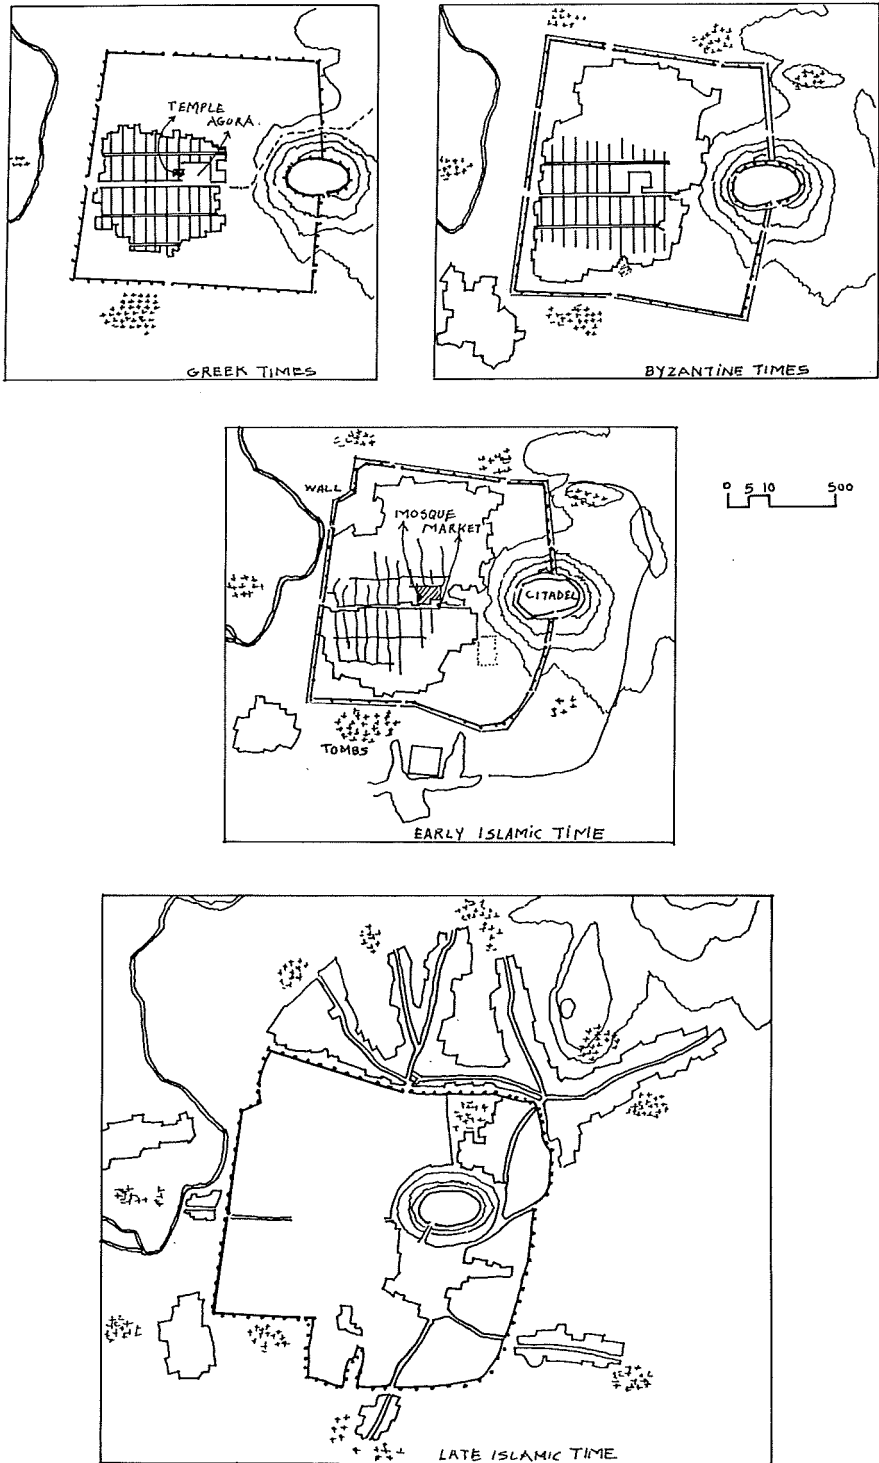 TEMPLE
AGORA.
GREEK TIMES
BYZANTINE TIMES
WALL
MOSQUE
MARKET
CITADEL
TOMBS
EARLY ISLAMIC TIME
0 5 10 500
LATE ISLAMIC TIME